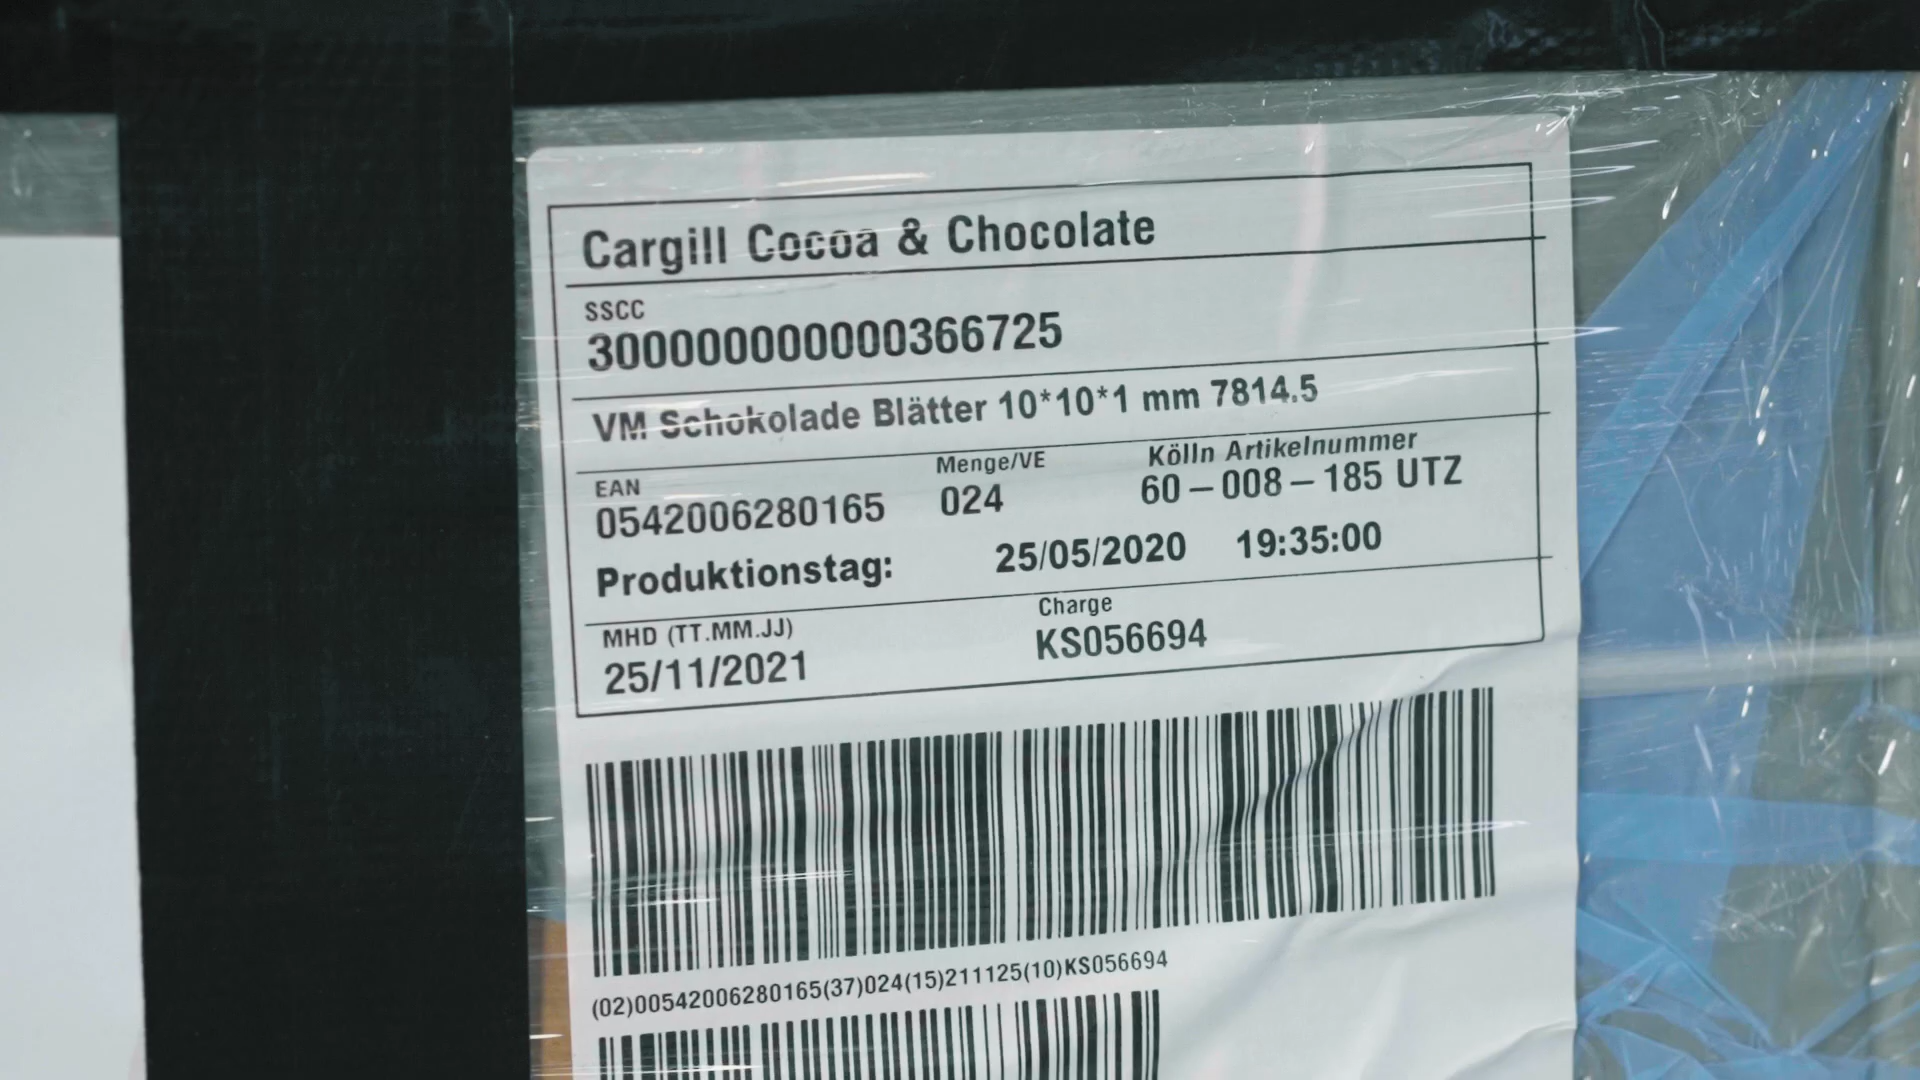 Cargill Cocoa & Chocolate
SSCC
300000000000366725
VM Schokolade Blätter 10*10*1 mm 7814.5
EAN Menge/VE Kölln Artikelnummer
0542006280165 024 60 – 008 – 185 UTZ
Produktionstag: 25/05/2020 19:35:00
MHD (TT.MM.JJ) Charge
25/11/2021 KS056694
(02)00542006280165(37)024(15)211125(10)KS056694